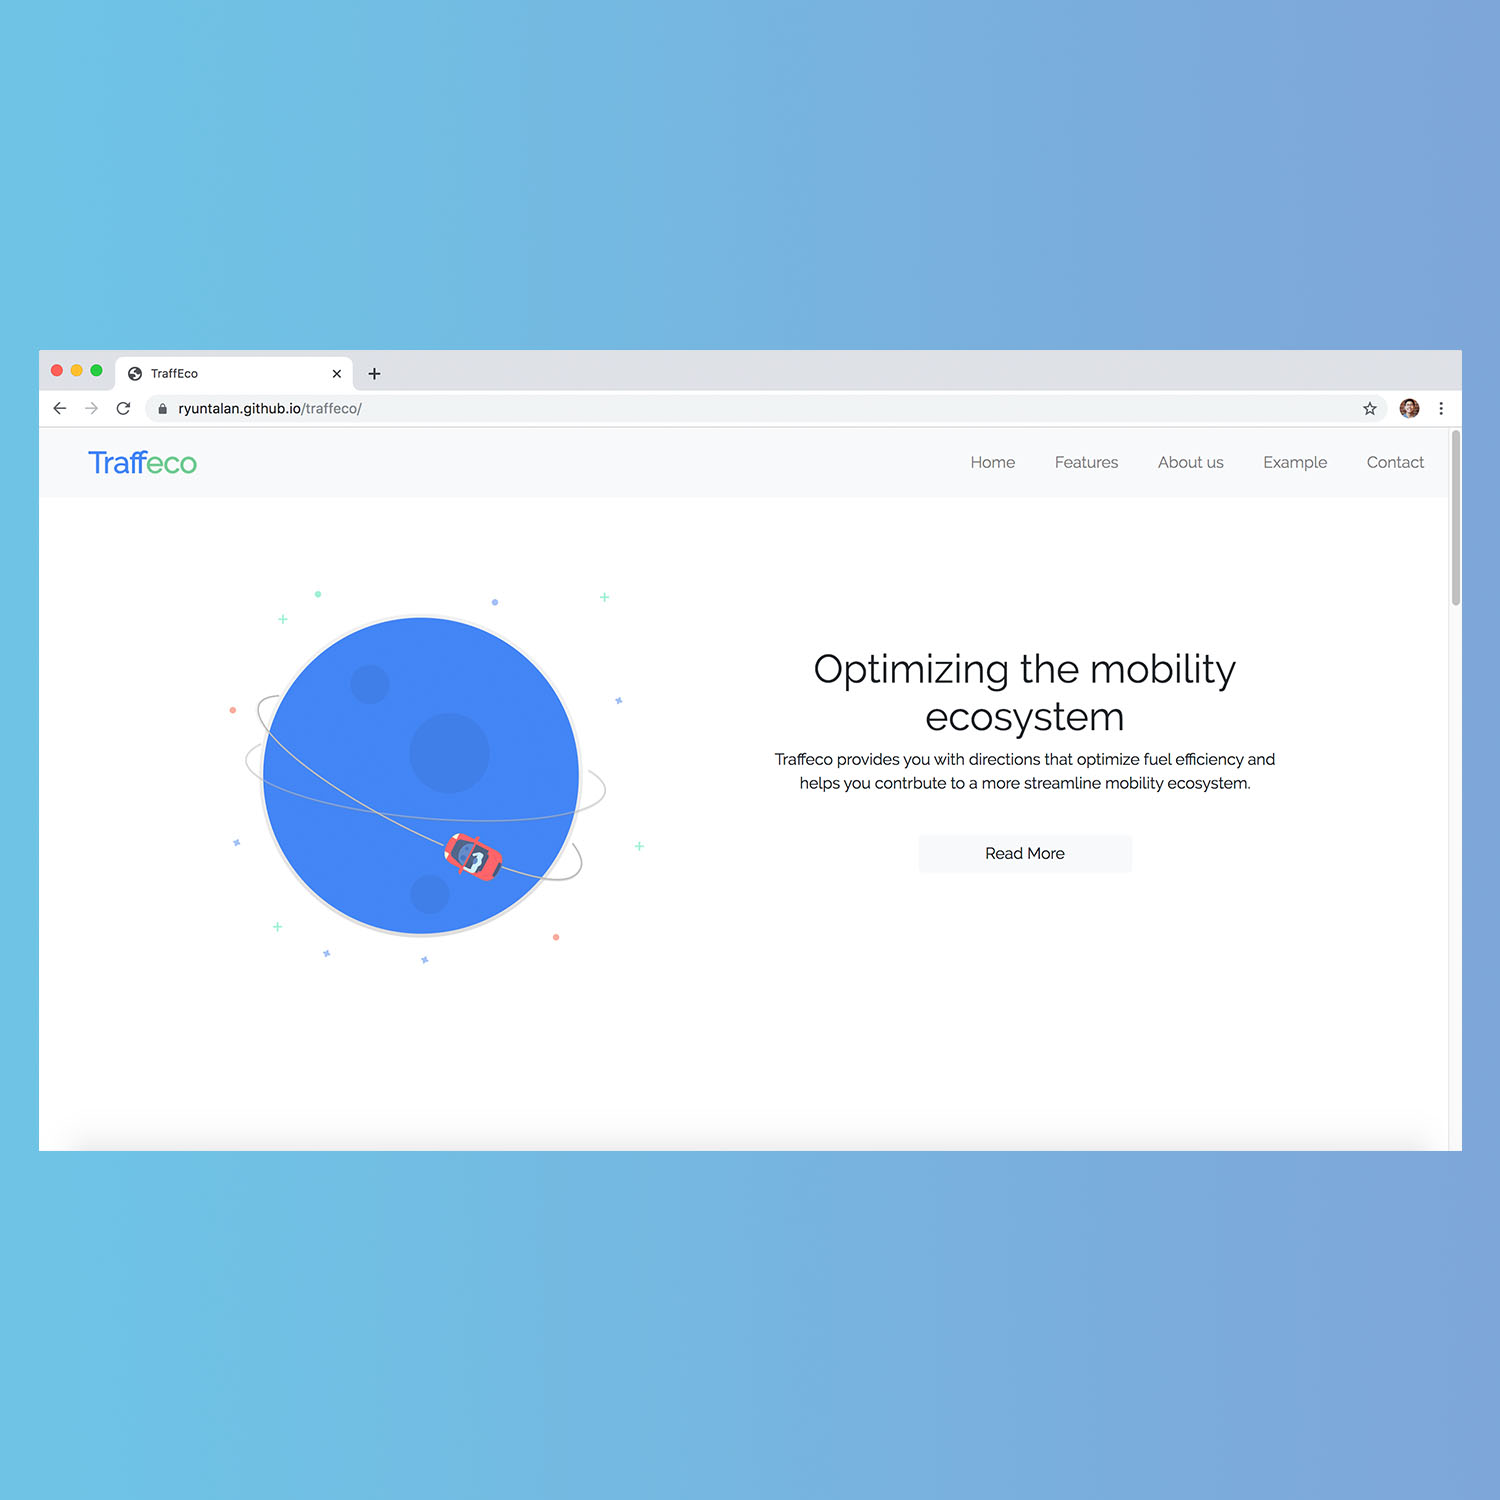 TraffEco
ryuntalan.github.io/traffeco/
Traffeco
Home Features About us Example Contact
Optimizing the mobility
ecosystem
Traffeco provides you with directions that optimize fuel efficiency and
helps you contrbute to a more streamline mobility ecosystem.
Read More